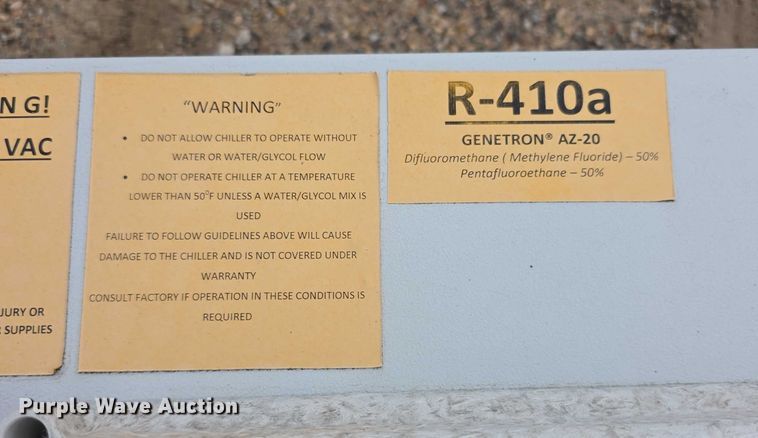 N G!
VAC
JURY OR
SUPPLIES
"WARNING"
• DO NOT ALLOW CHILLER TO OPERATE WITHOUT
WATER OR WATER/GLYCOL FLOW
• DO NOT OPERATE CHILLER AT A TEMPERATURE
LOWER THAN 50°F UNLESS A WATER/GLYCOL MIX IS
USED
FAILURE TO FOLLOW GUIDELINES ABOVE WILL CAUSE
DAMAGE TO THE CHILLER AND IS NOT COVERED UNDER
WARRANTY
CONSULT FACTORY IF OPERATION IN THESE CONDITIONS IS
REQUIRED
R-410a
GENETRON® AZ-20
Difluoromethane ( Methylene Fluoride) – 50%
Pentafluoroethane – 50%
Purple Wave Auction